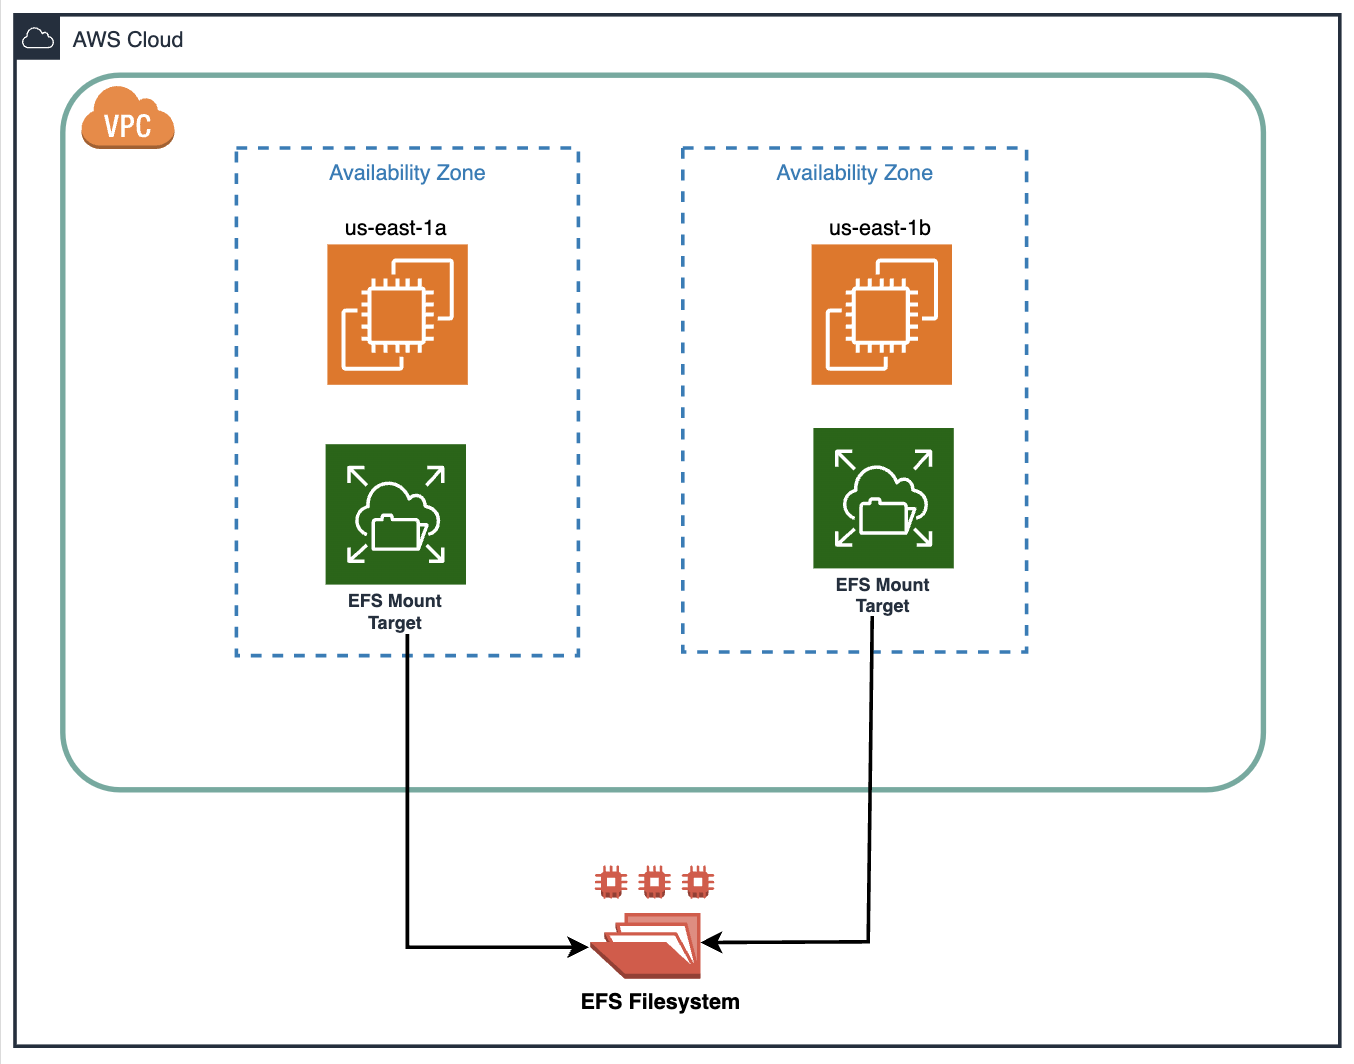 AWS Cloud
VPC
Availability Zone
us-east-1a
EFS Mount
Target
Availability Zone
us-east-1b
EFS Mount
Target
EFS Filesystem